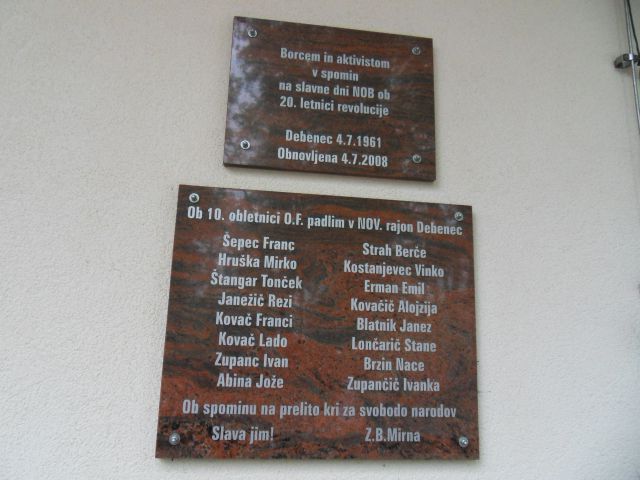 Borcem in aktivistom
v spomin
na slavne dni NOB ob
20. letnici revolucije
Debenec 4.7.1961
Obnovljena 4.7.2008
Ob 10. obletnici O.F. padlim v NOV. rajon Debenec
Šepec Franc
Hruška Mirko
Štangar Tonček
Janežič Rezi
Kovač Franci
Kovač Lado
Zupanc Ivan
Abina Jože
Strah Berče
Kostanjevec Vinko
Erman Emil
Kovačič Alojzija
Blatnik Janez
Lončarič Stane
Brzin Nace
Zupančič Ivanka
Ob spominu na prelito kri za svobodo narodov
Slava jim! Z.B.Mirna